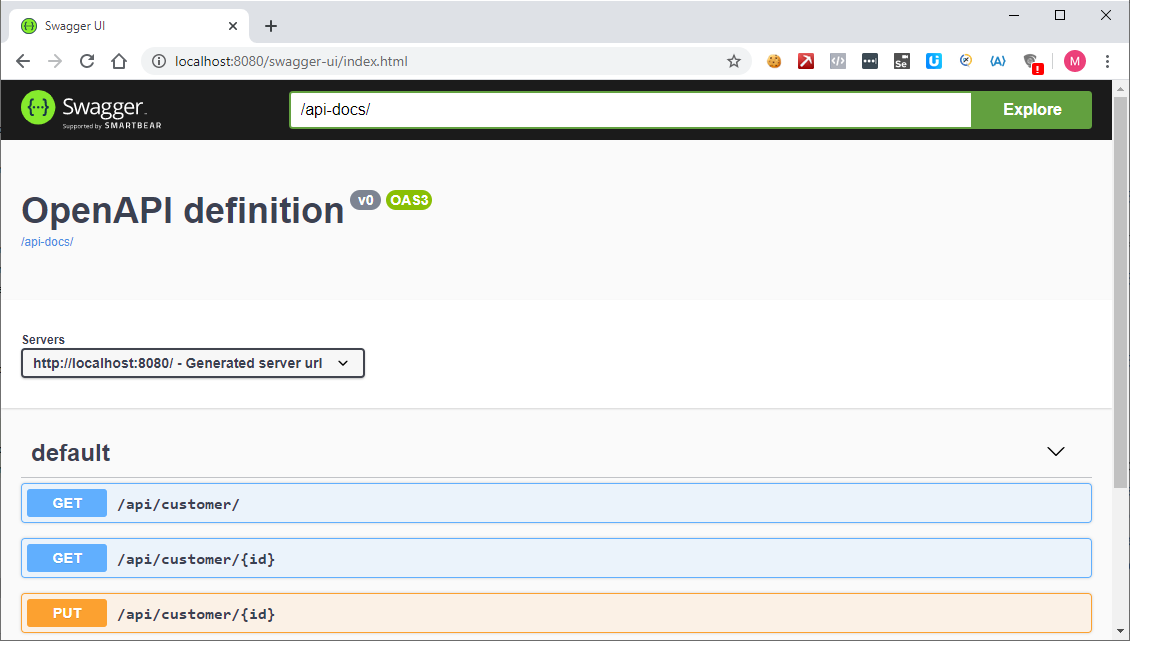 Swagger UI
localhost:8080/swagger-ui/index.html
</>
Se
U
(A)
!
M
{···}
Swagger
Supported by SMARTBEAR
/api-docs/
Explore
OpenAPI definition v0 OAS3
/api-docs/
Servers
http://localhost:8080/ - Generated server url
default
GET /api/customer/
GET /api/customer/{id}
PUT /api/customer/{id}